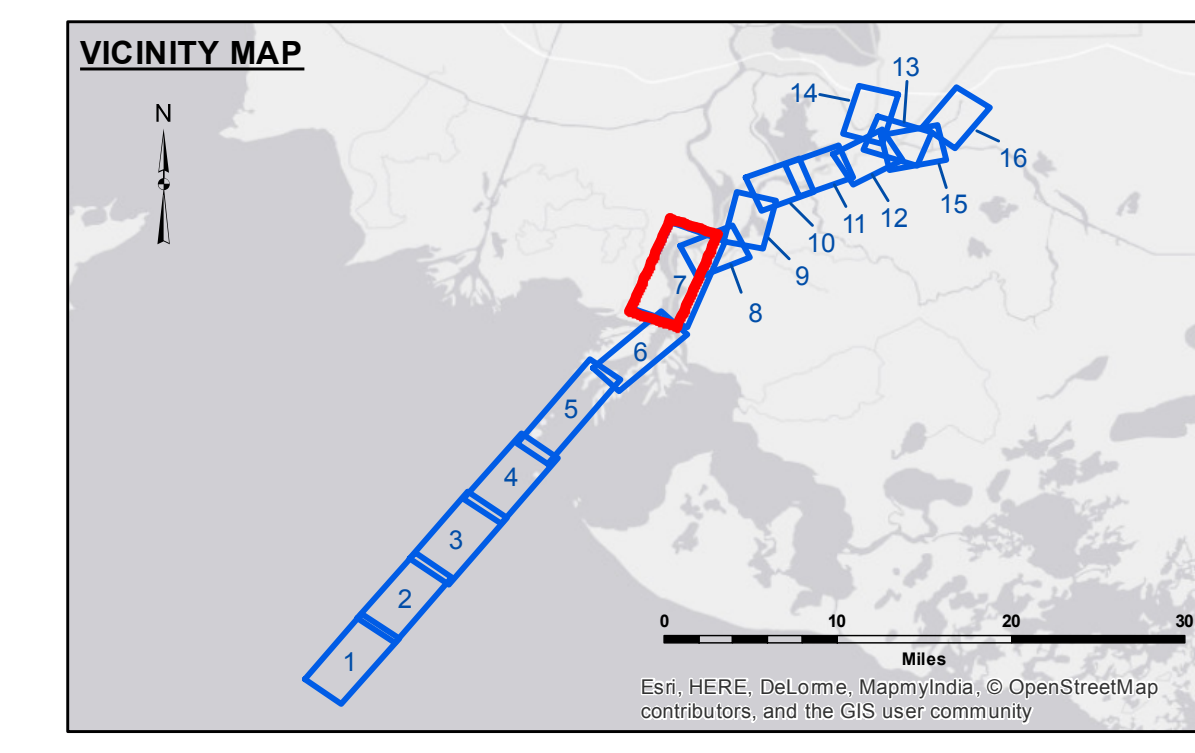 VICINITY MAP
N
13
14
16
15
12
11
10
9
8
7
6
5
4
3
2
1
0 10 20 30
Miles
Esri, HERE, DeLorme, MapmyIndia, © OpenStreetMap
contributors, and the GIS user community